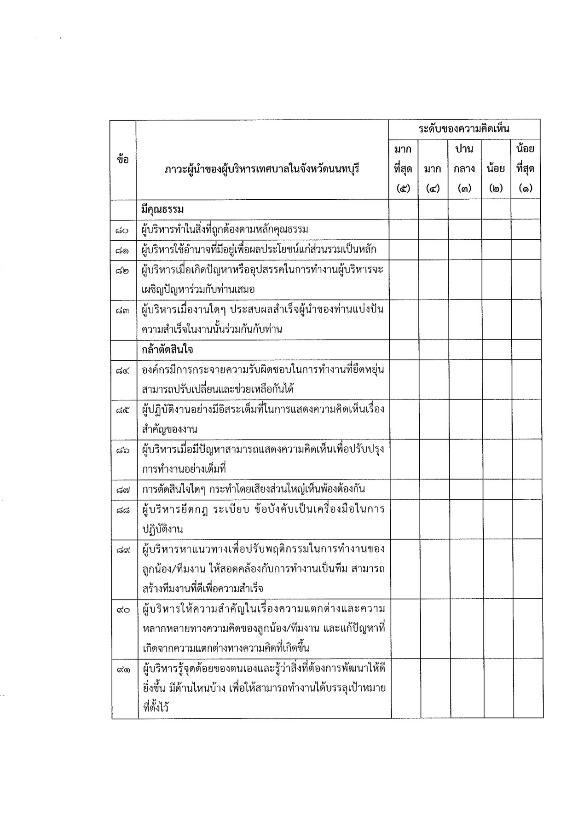 ระดับของความคิดเห็น
ข้อ
ภาวะผู้นำของผู้บริหารเทศบาลในจังหวัดนนทบุรี
มาก
ที่สุด
(๕)
มาก
(๔)
ปาน
กลาง
(๓)
น้อย
(๒)
น้อย
ที่สุด
(๑)
มีคุณธรรม
๘๐ ผู้บริหารทำในสิ่งที่ถูกต้องตามหลักคุณธรรม
๘๑ ผู้บริหารใช้อำนาจที่มีอยู่เพื่อผลประโยชน์แก่ส่วนรวมเป็นหลัก
๘๒ ผู้บริหารเมื่อเกิดปัญหาหรืออุปสรรคในการทำงานผู้บริหารจะ
เผชิญปัญหาร่วมกับท่านเสมอ
๘๓ ผู้บริหารเมื่องานใดๆ ประสบผลสำเร็จผู้นำของท่านแบ่งปัน
ความสำเร็จในงานนั้นร่วมกันกับท่าน
กล้าตัดสินใจ
๘๔ องค์กรมีการกระจายความรับผิดชอบในการทำงานที่ยืดหยุ่น
สามารถปรับเปลี่ยนและช่วยเหลือกันได้
๘๕ ผู้ปฏิบัติงานอย่างมีอิสระเต็มที่ในการแสดงความคิดเห็นเรื่อง
สำคัญของงาน
๘๖ ผู้บริหารเมื่อมีปัญหาสามารถแสดงความคิดเห็นเพื่อปรับปรุง
การทำงานอย่างเต็มที่
๘๗ การตัดสินใจใดๆ กระทำโดยเสียงส่วนใหญ่เห็นพ้องต้องกัน
๘๘ ผู้บริหารยึดกฎ ระเบียบ ข้อบังคับเป็นเครื่องมือในการ
ปฏิบัติงาน
๘๙ ผู้บริหารหาแนวทางเพื่อปรับพฤติกรรมในการทำงานของ
ลูกน้อง/ทีมงาน ให้สอดคล้องกับการทำงานเป็นทีม สามารถ
สร้างทีมงานที่ดีเพื่อความสำเร็จ
๙๐ ผู้บริหารให้ความสำคัญในเรื่องความแตกต่างและความ
หลากหลายทางความคิดของลูกน้อง/ทีมงาน และแก้ปัญหาที่
เกิดจากความแตกต่างทางความคิดที่เกิดขึ้น
๙๑ ผู้บริหารรู้จุดด้อยของตนเองและรู้ว่าสิ่งที่ต้องการพัฒนาให้ดี
ยิ่งขึ้น มีด้านไหนบ้าง เพื่อให้สามารถทำงานได้บรรลุเป้าหมาย
ที่ตั้งไว้